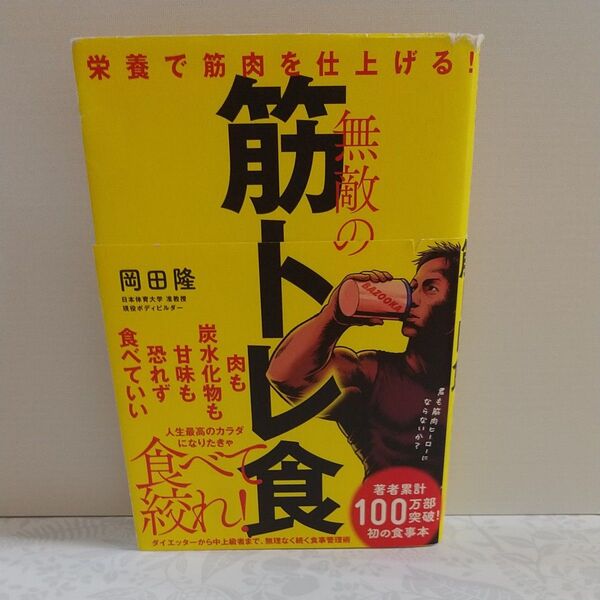 栄養で筋肉を仕上げる!
無敵の
筋トレ食
岡田隆
日本体育大学 准教授
現役ボディビルダー
肉も
炭水化物も
甘味も
恐れず
食べていい
BAZOOKA
君も筋肉ヒーローに
ならないか?
人生最高のカラダ
になりたきゃ
食べて
絞れ!
著者累計
100万部
突破!
初の食事本
ダイエッターから中上級者まで、無理なく続く食事管理術